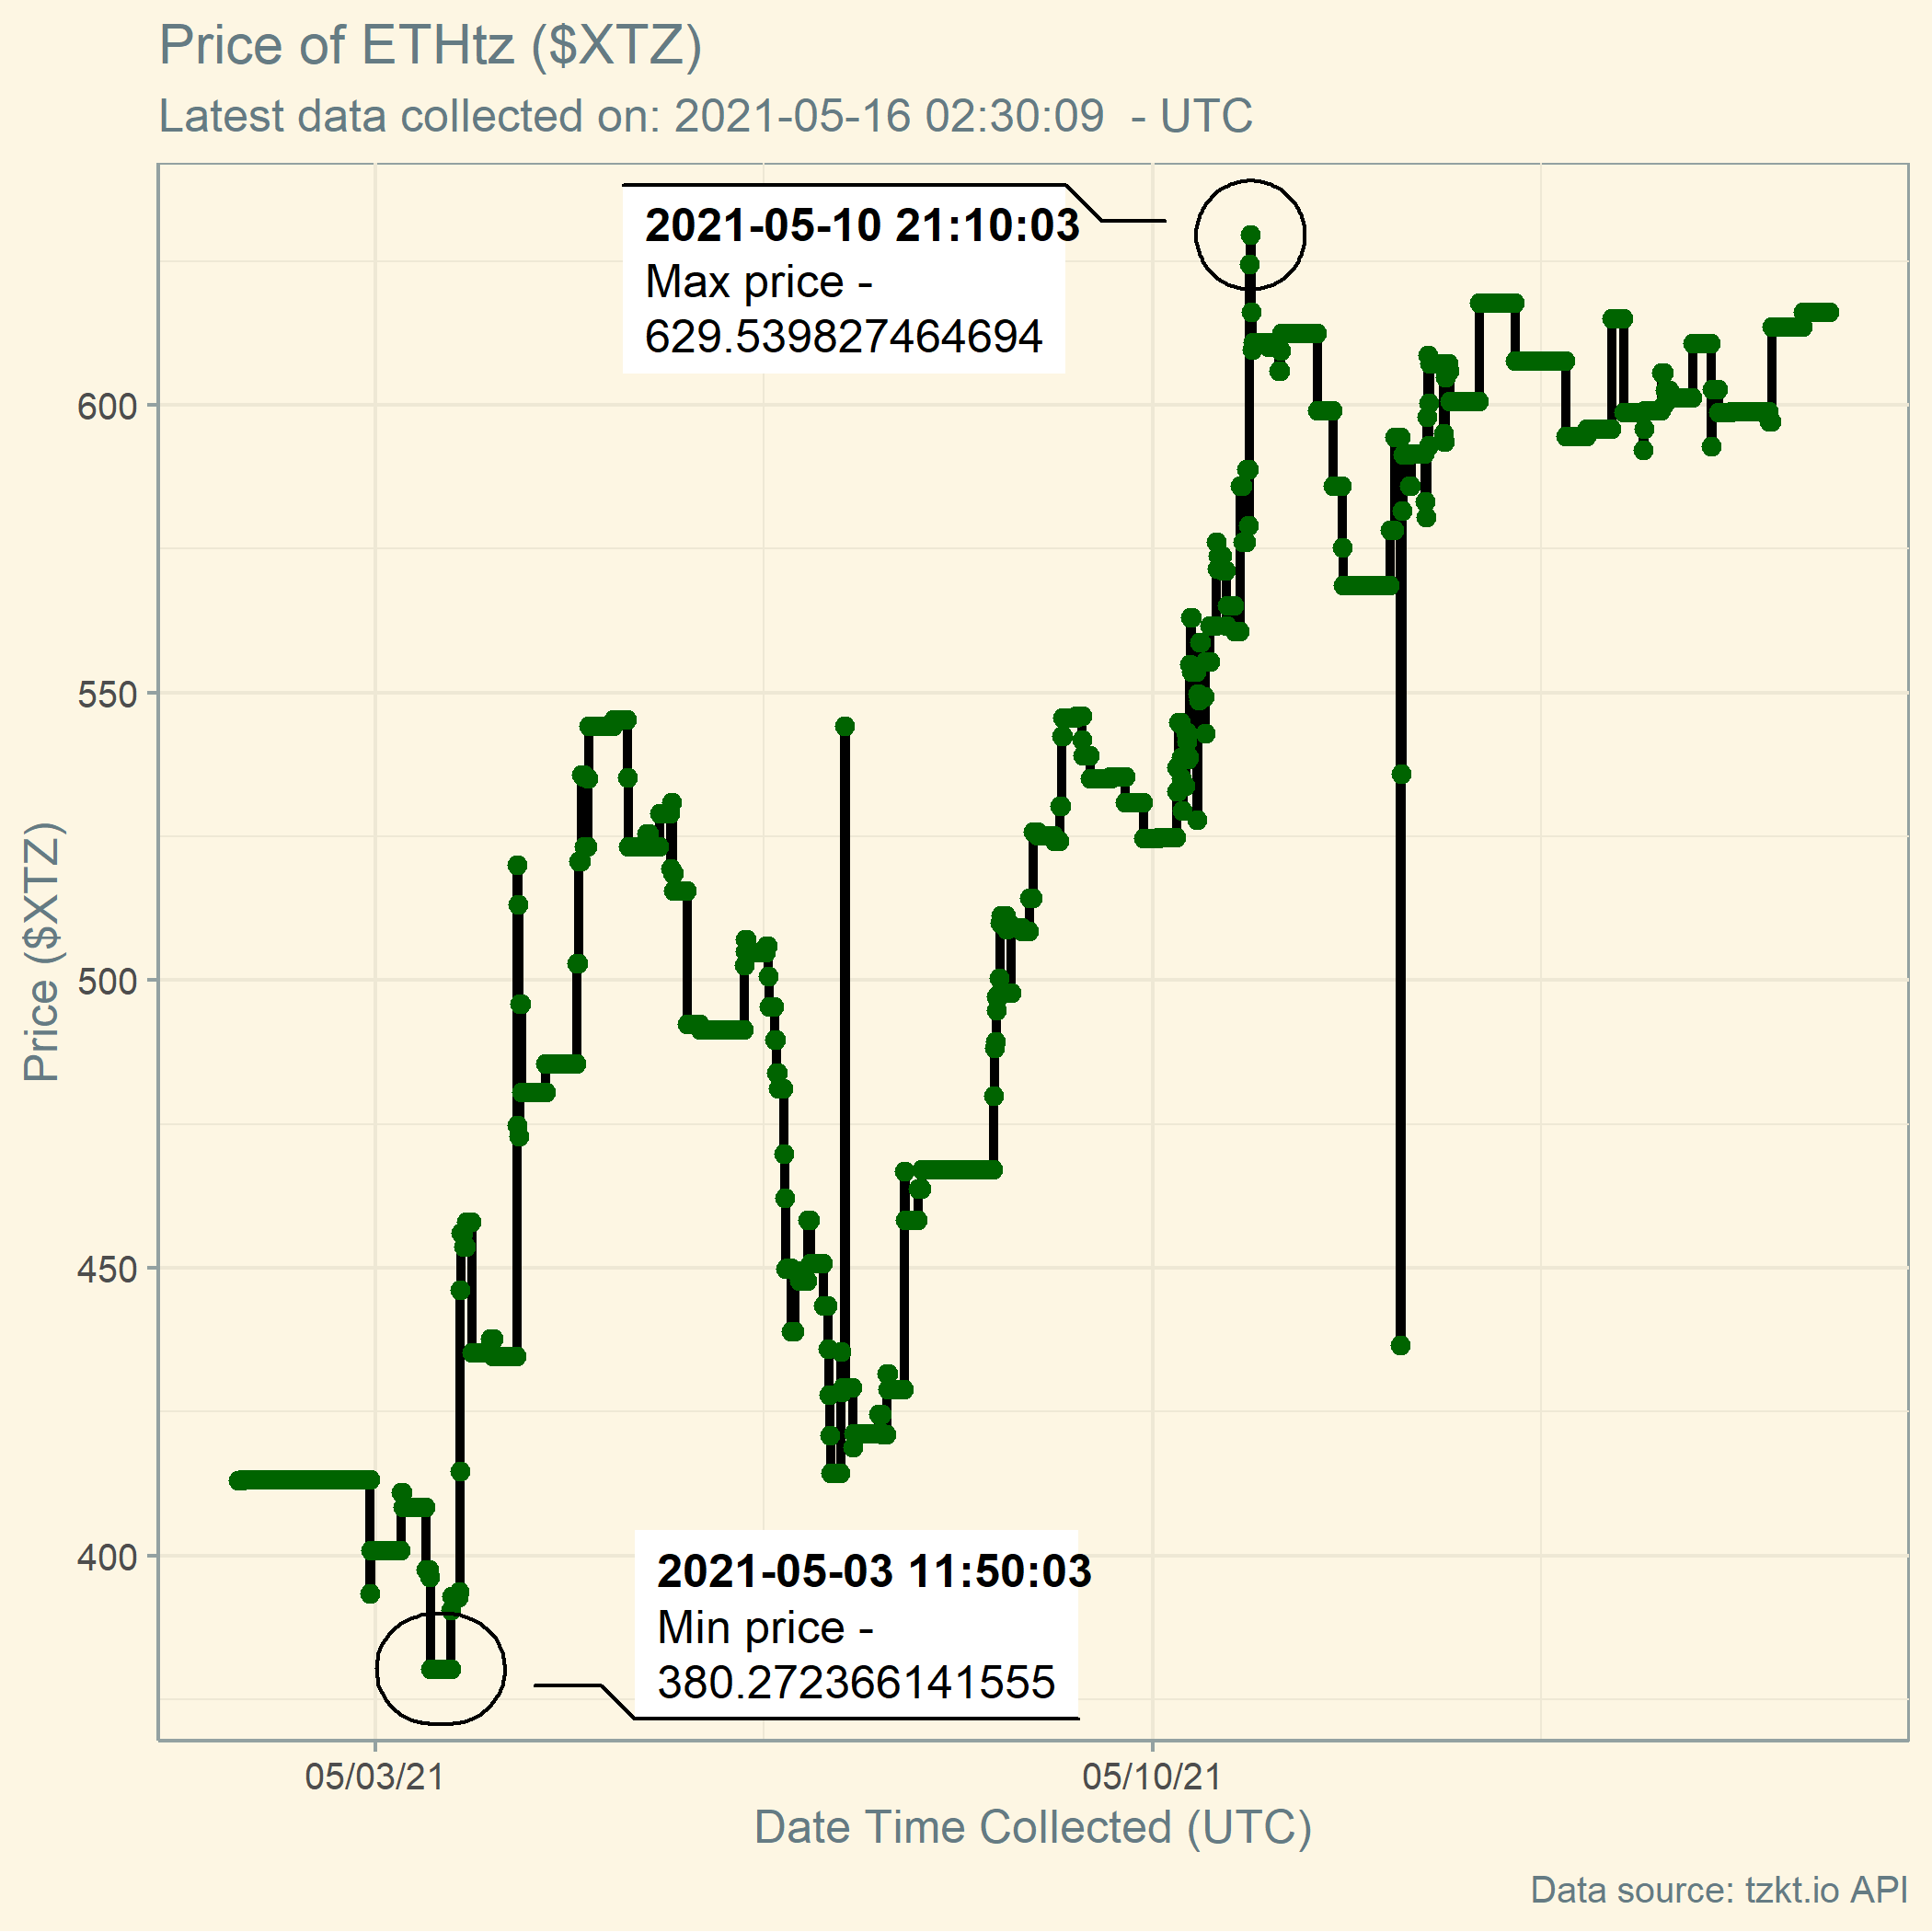 Price of ETHtz ($XTZ)
Latest data collected on: 2021-05-16 02:30:09  - UTC
2021-05-10 21:10:03
Max price -
629.539827464694
600
550
500
450
400
Price ($XTZ)
2021-05-03 11:50:03
Min price -
380.272366141555
05/03/21
05/10/21
Date Time Collected (UTC)
Data source: tzkt.io API